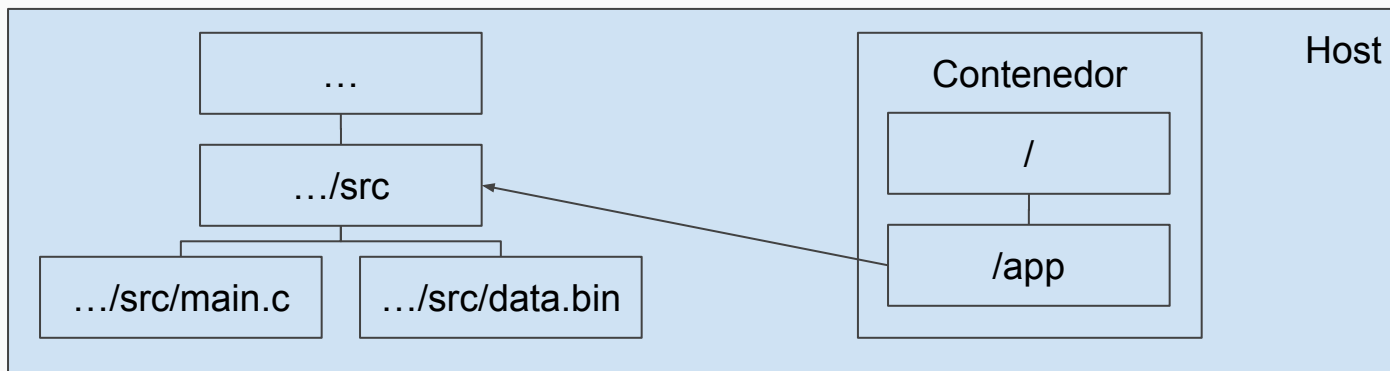 Host
…
Contenedor
/
…/src
/app
…/src/main.c
…/src/data.bin